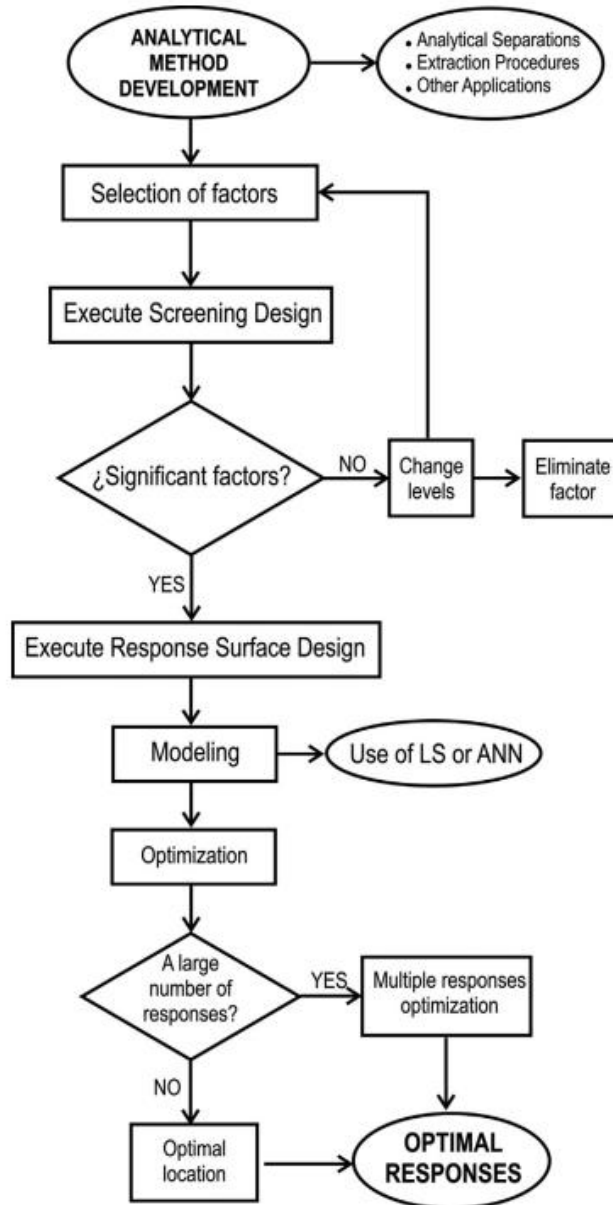 ANALYTICAL
METHOD
DEVELOPMENT
• Analytical Separations
• Extraction Procedures
• Other Applications
Selection of factors
Execute Screening Design
¿Significant factors?
NO
Change
levels
Eliminate
factor
YES
Execute Response Surface Design
Modeling
Use of LS or ANN
Optimization
A large
number of
responses?
YES
Multiple responses
optimization
NO
Optimal
location
OPTIMAL
RESPONSES